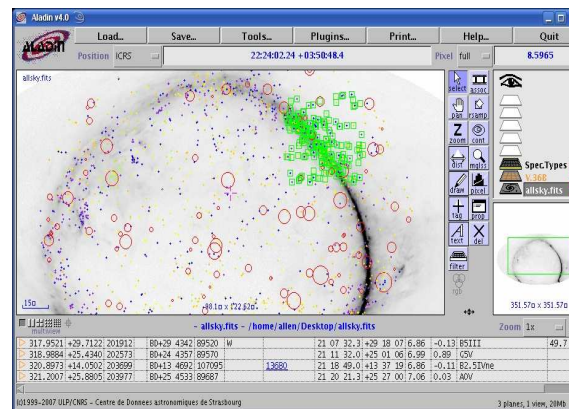 Aladin v4.0
Aladin
Load... Save... Tools... Plugins... Print... Help... Quit
Position ICRS 22:24:02.24 +03:50:48.4 Pixel full 8.5965
allsky.fits
select assoc
pan rsamp
zoom cont
dist mglss
draw pixel
tag prop
text del
filter
rgb
Spec.Types
V.36B
allsky.fits
15¤
351.57¤ x 351.57¤
multiview
- allsky.fits - /home/allen/Desktop/allsky.fits
Zoom 1x
317.9521 +29.7122 201912 BD+29 4342 89520 W 21 07 32.3 +29 18 07 6.86 -0.13 B5III 49.7
318.9884 +25.4340 202573 BD+24 4357 89570 21 11 32.0 +25 01 06 6.99 0.89 G5V
320.8973 +14.0502 203699 BD+13 4692 107095 13680 21 18 49.0 +13 37 19 6.86 -0.11 B2.5IVne
321.2007 +25.8805 203977 BD+25 4533 89687 21 20 21.3 +25 27 00 7.06 0.03 A0V
(c)1999-2007 ULP/CNRS - Centre de Donnees astronomiques de Strasbourg
3 planes, 1 view, 20Mb